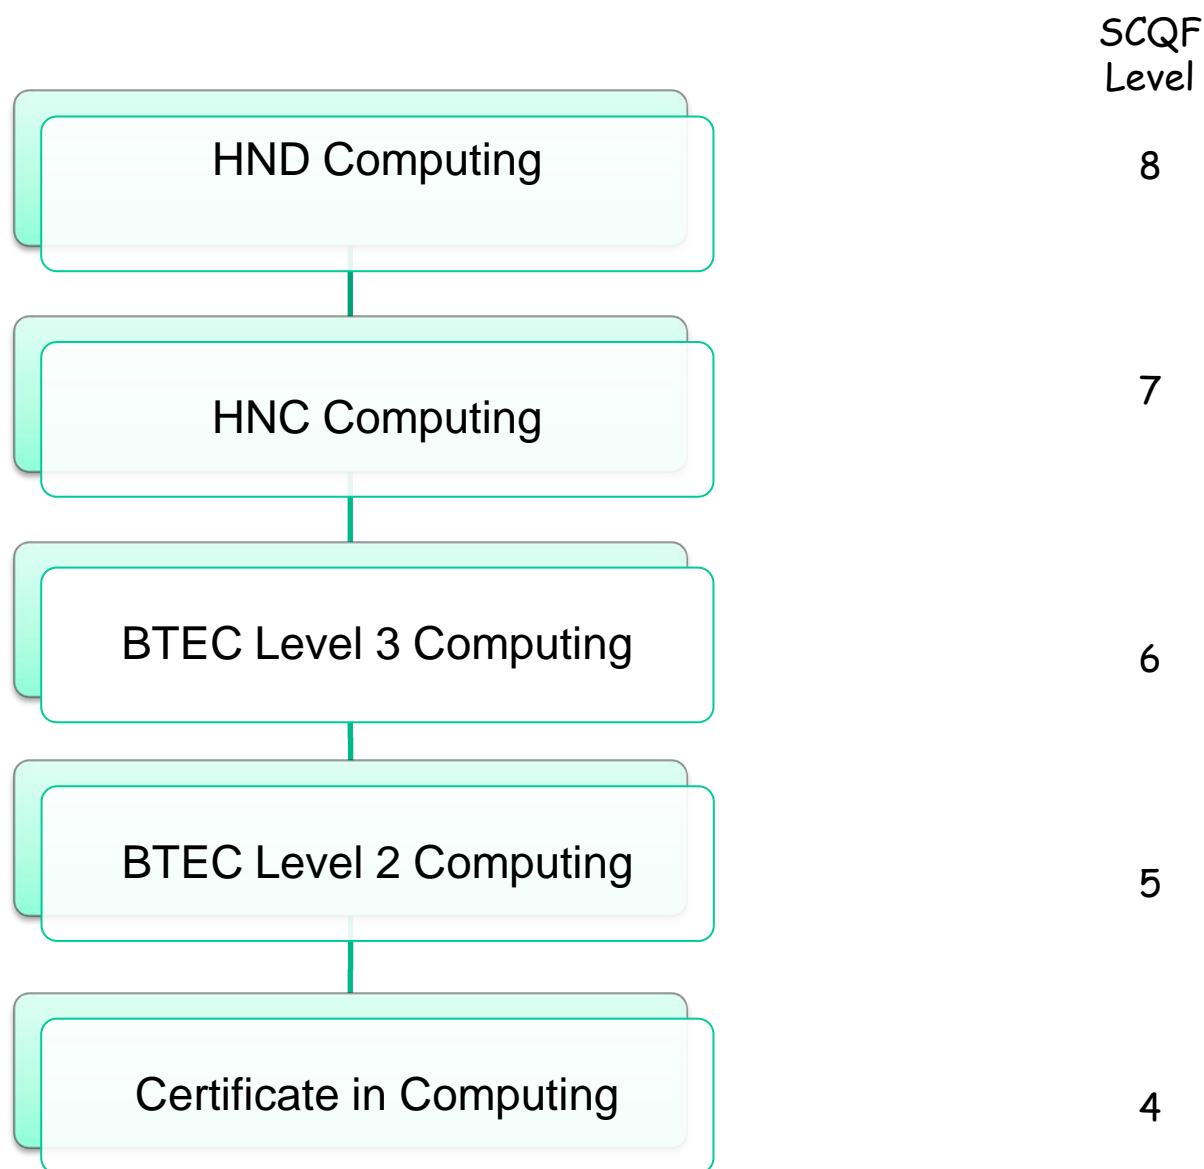 SCQF
Level
HND Computing
8
HNC Computing
7
BTEC Level 3 Computing
6
BTEC Level 2 Computing
5
Certificate in Computing
4